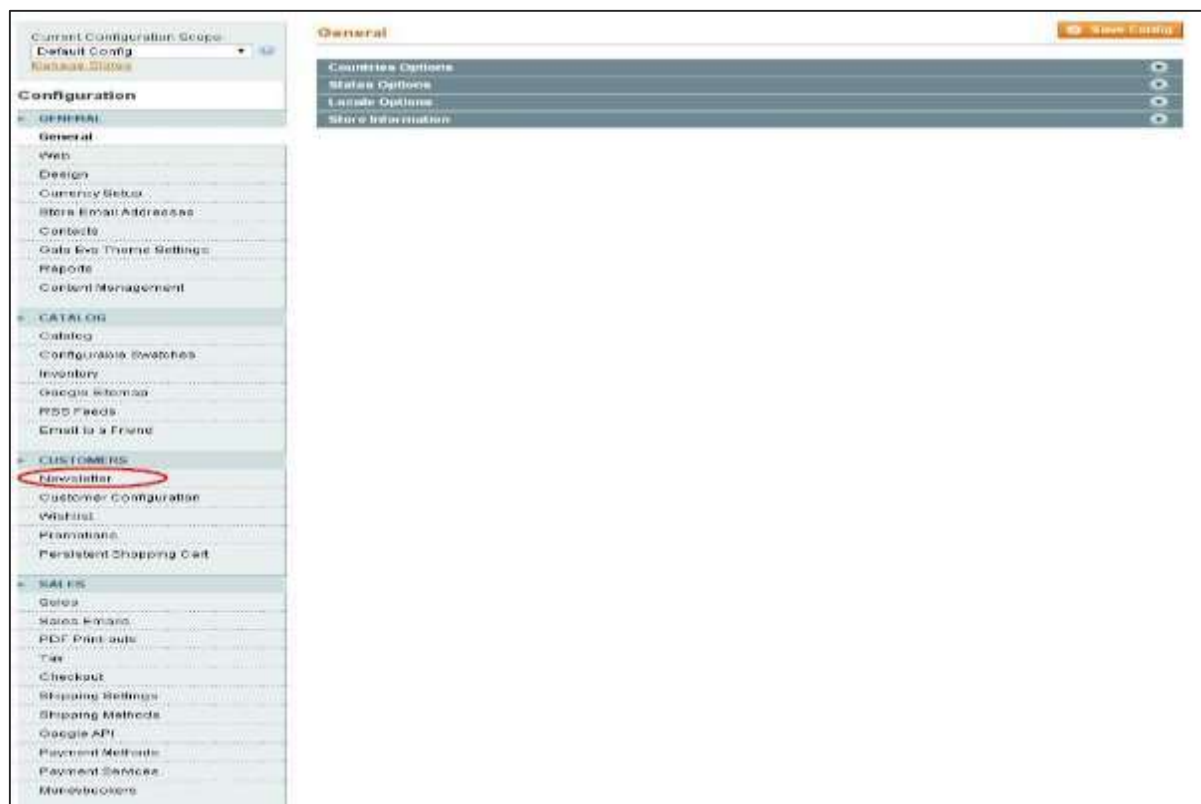 Current Configuration Scope
Default Config
Manage Stores
Configuration
GENERAL
General
Web
Design
Currency Setup
Store Email Addresses
Contacts
Gala Eva Theme Settings
Reports
Content Management
CATALOG
Catalog
Configurable Swatches
Inventory
Google Sitemap
RSS Feeds
Email to a Friend
CUSTOMERS
Newsletter
Customer Configuration
Wishlist
Promotions
Persistent Shopping Cart
SALES
Sales
Sales Emails
PDF Print-outs
Tax
Checkout
Shipping Settings
Shipping Methods
Google API
Payment Methods
Payment Services
Moneybookers
General
Save Config
Countries Options
States Options
Locale Options
Store Information